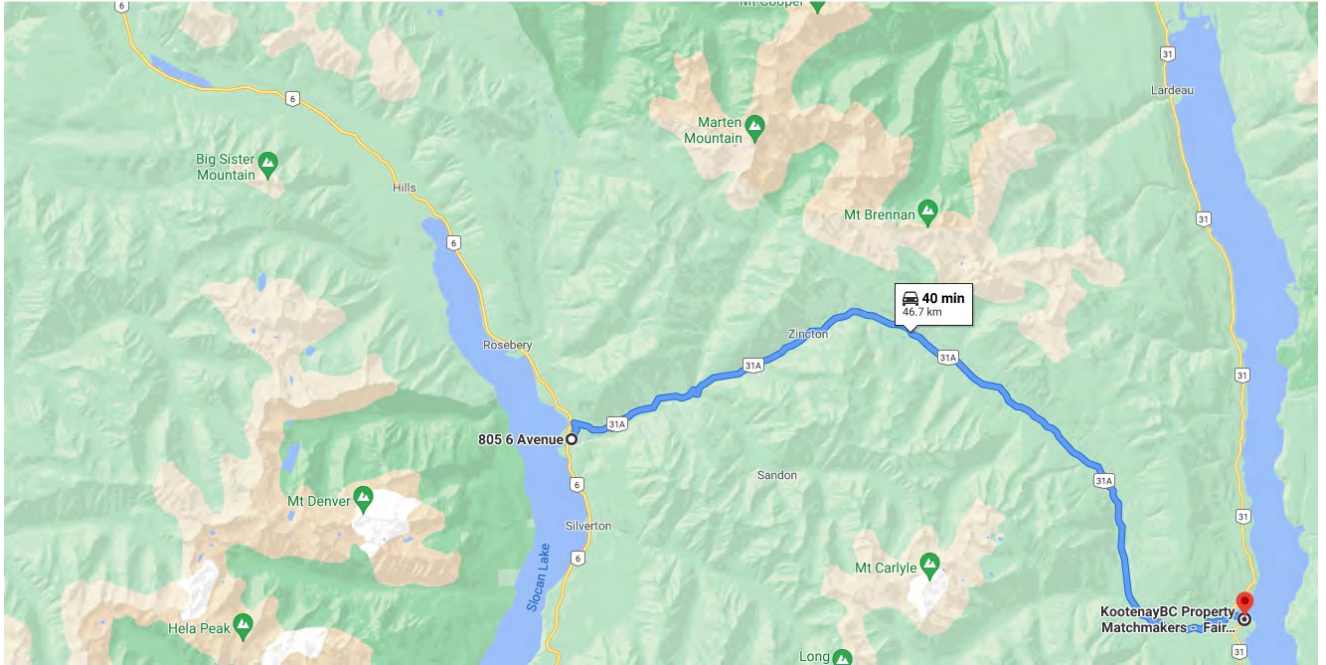 Mt Cooper
6
31
Lardeau
6
Marten
Mountain
Big Sister
Mountain
Hills
Mt Brennan
31
6
40 min
46.7 km
Zincton
Rosebery
31A
31A
31
805 6 Avenue
31A
Sandon
31A
6
Mt Denver
Silverton
31
6
Slocan Lake
Mt Carlyle
KootenayBC Property
Matchmakers - Fair...
Hela Peak
31
Long